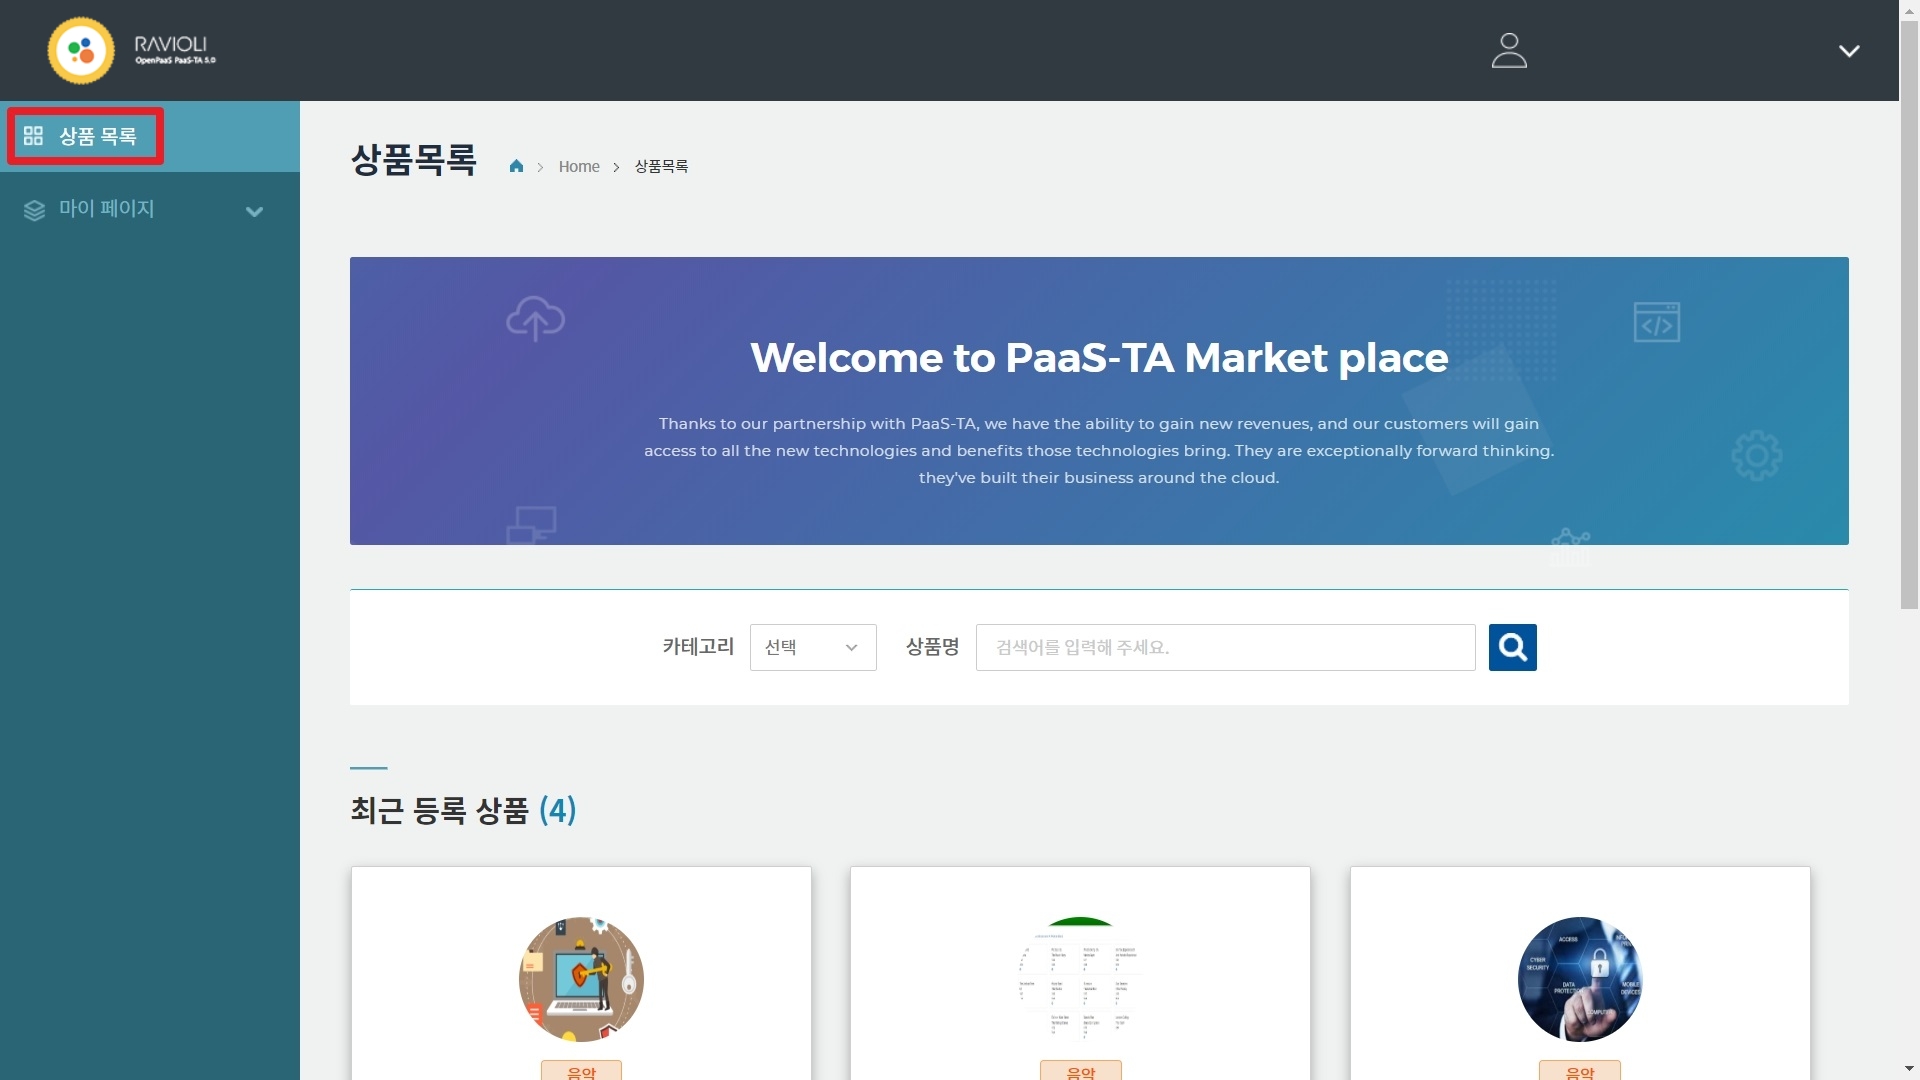 RAVIOLI
OpenPaaS PaaS-TA 5.0
상품 목록
마이 페이지
상품목록
Home
상품목록
Welcome to PaaS-TA Market place
Thanks to our partnership with PaaS-TA, we have the ability to gain new revenues, and our customers will gain
access to all the new technologies and benefits those technologies bring. They are exceptionally forward thinking.
they've built their business around the cloud.
카테고리
선택
상품명
검색어를 입력해 주세요.
최근 등록 상품 (4)
ACCESS
CYBER
SECURITY
DATA
MOBILE
음악
음악
음악